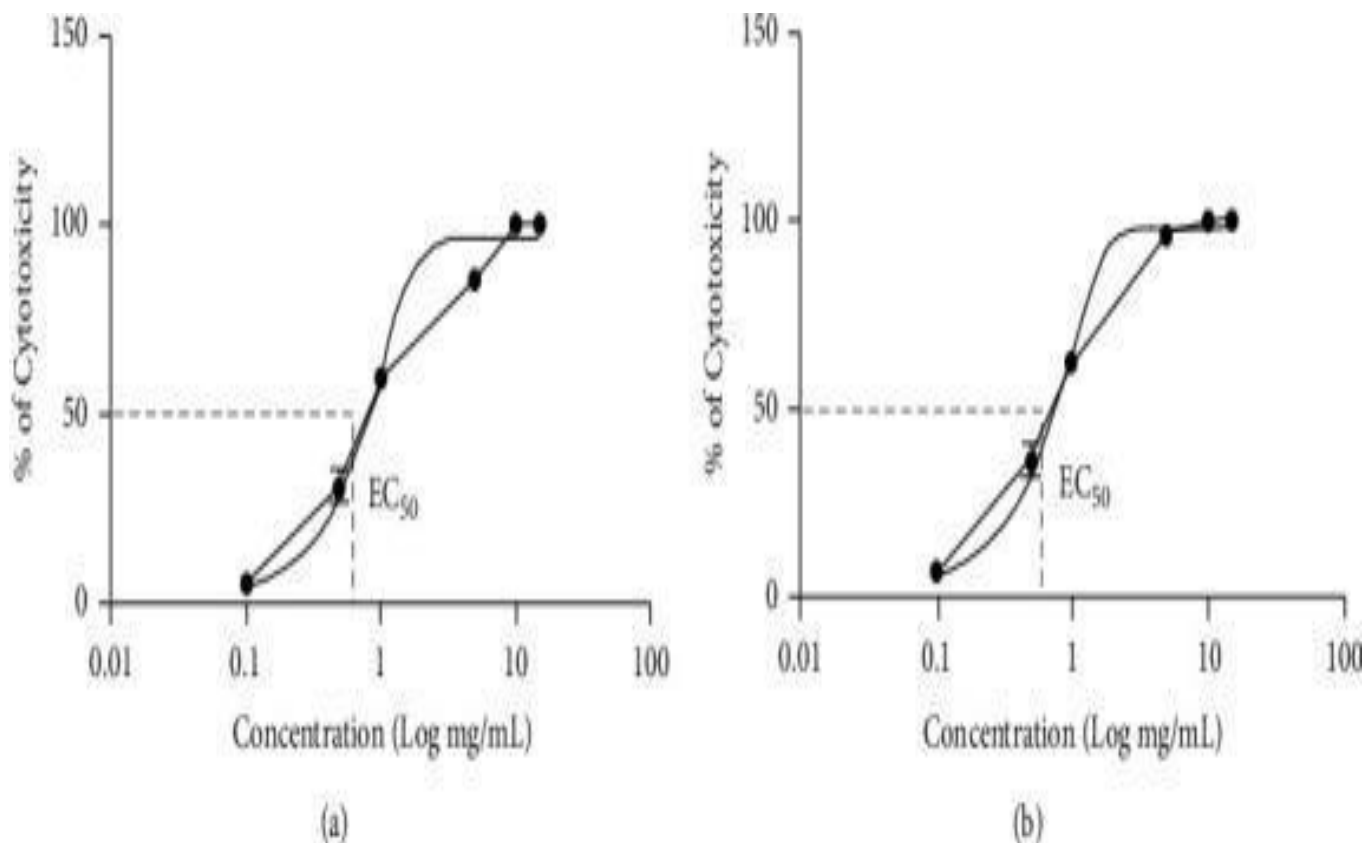 150
100
50
0
% of Cytotoxicity
EC50
0.01 0.1 1 10 100
Concentration (Log mg/mL)
(a)
150
100
50
0
% of Cytotoxicity
EC50
0.01 0.1 1 10 100
Concentration (Log mg/mL)
(b)